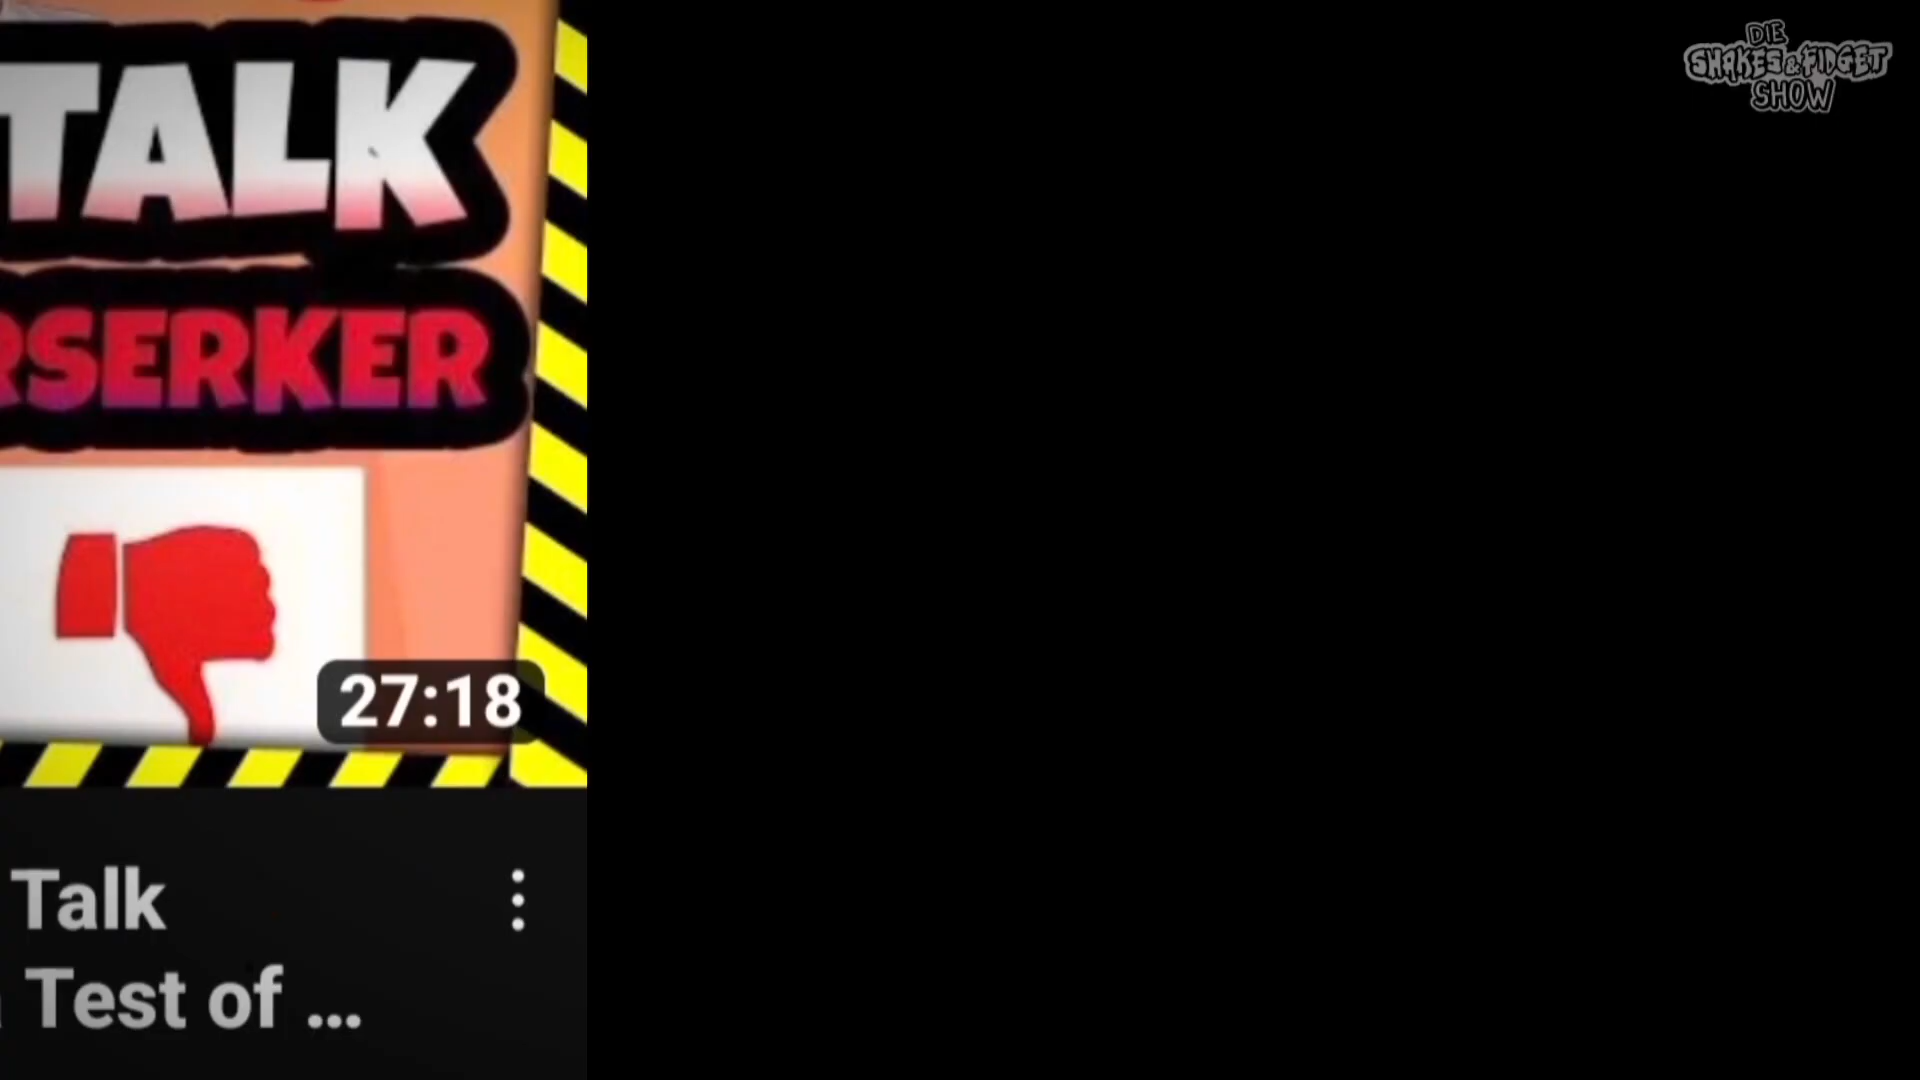 DIE
SHAKES & FIDGET
SHOW
TALK
RSERKER
27:18
Talk
Test of ...